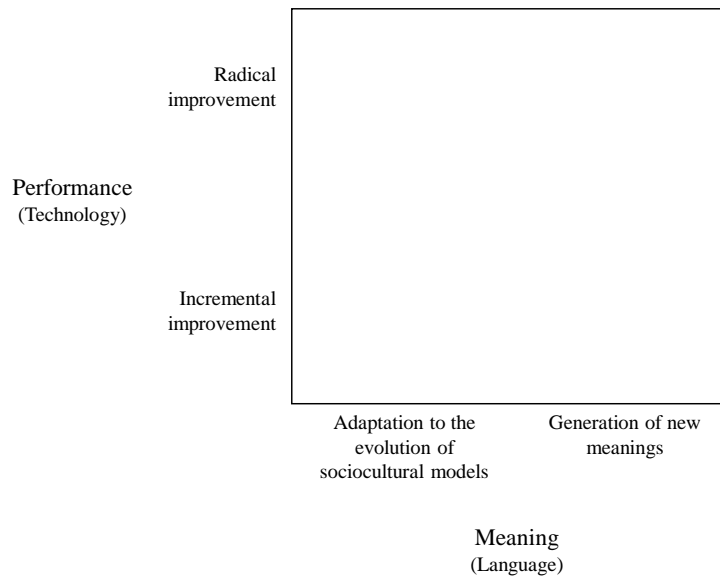 Radical
improvement
Performance
(Technology)
Incremental
improvement
Adaptation to the
evolution of
sociocultural models
Generation of new
meanings
Meaning
(Language)